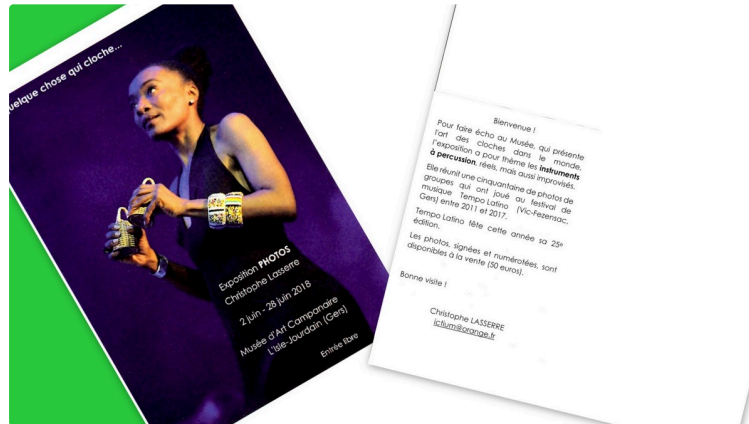 uelque chose qui cloche...
Exposition PHOTOS
Christophe Lasserre
2 juin - 28 juin 2018
Musée d'Art Campanaire
L'Isle-Jourdain (Gers)
Entrée libre
Bienvenue !
Pour faire écho au Musée, qui présente
l'art des cloches dans le monde,
l'exposition a pour thème les instruments
à percussion, réels, mais aussi improvisés.
Elle réunit une cinquantaine de photos de
groupes qui ont joué au festival de
musique Tempo Latino (Vic-Fezensac,
Gers) entre 2011 et 2017.
Tempo Latino fête cette année sa 25e
édition.
Les photos, signées et numérotées, sont
disponibles à la vente (50 euros).
Bonne visite !
Christophe LASSERRE
ictium@orange.fr